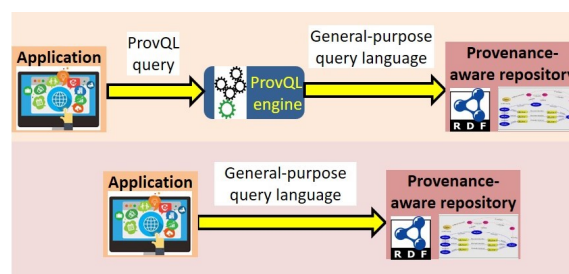 Application
ProvQL
query
ProvQL
engine
General-purpose
query language
Provenance-
aware repository
RDF
Application
General-purpose
query language
Provenance-
aware repository
RDF